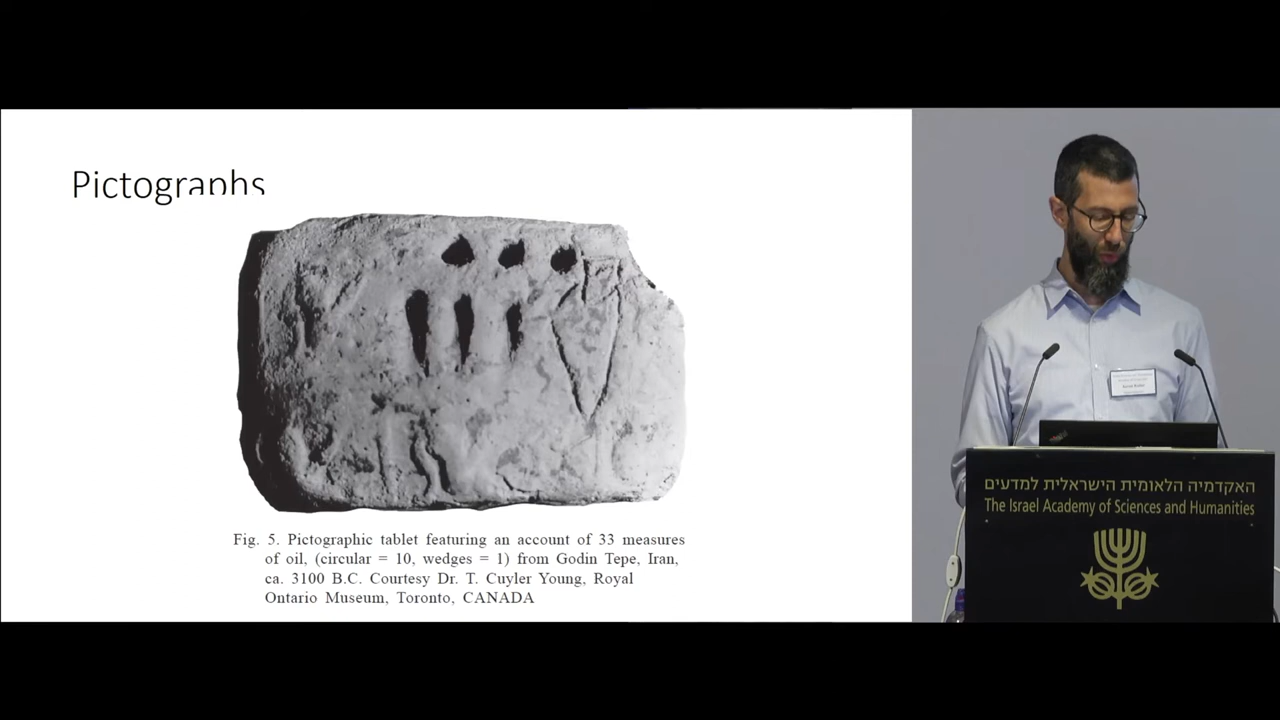 Pictographs
Fig. 5. Pictographic tablet featuring an account of 33 measures
of oil, (circular = 10, wedges = 1) from Godin Tepe, Iran,
ca. 3100 B.C. Courtesy Dr. T. Cuyler Young, Royal
Ontario Museum, Toronto, CANADA
האקדמיה הלאומית הישראלית למדעים
The Israel Academy of Sciences and Humanities